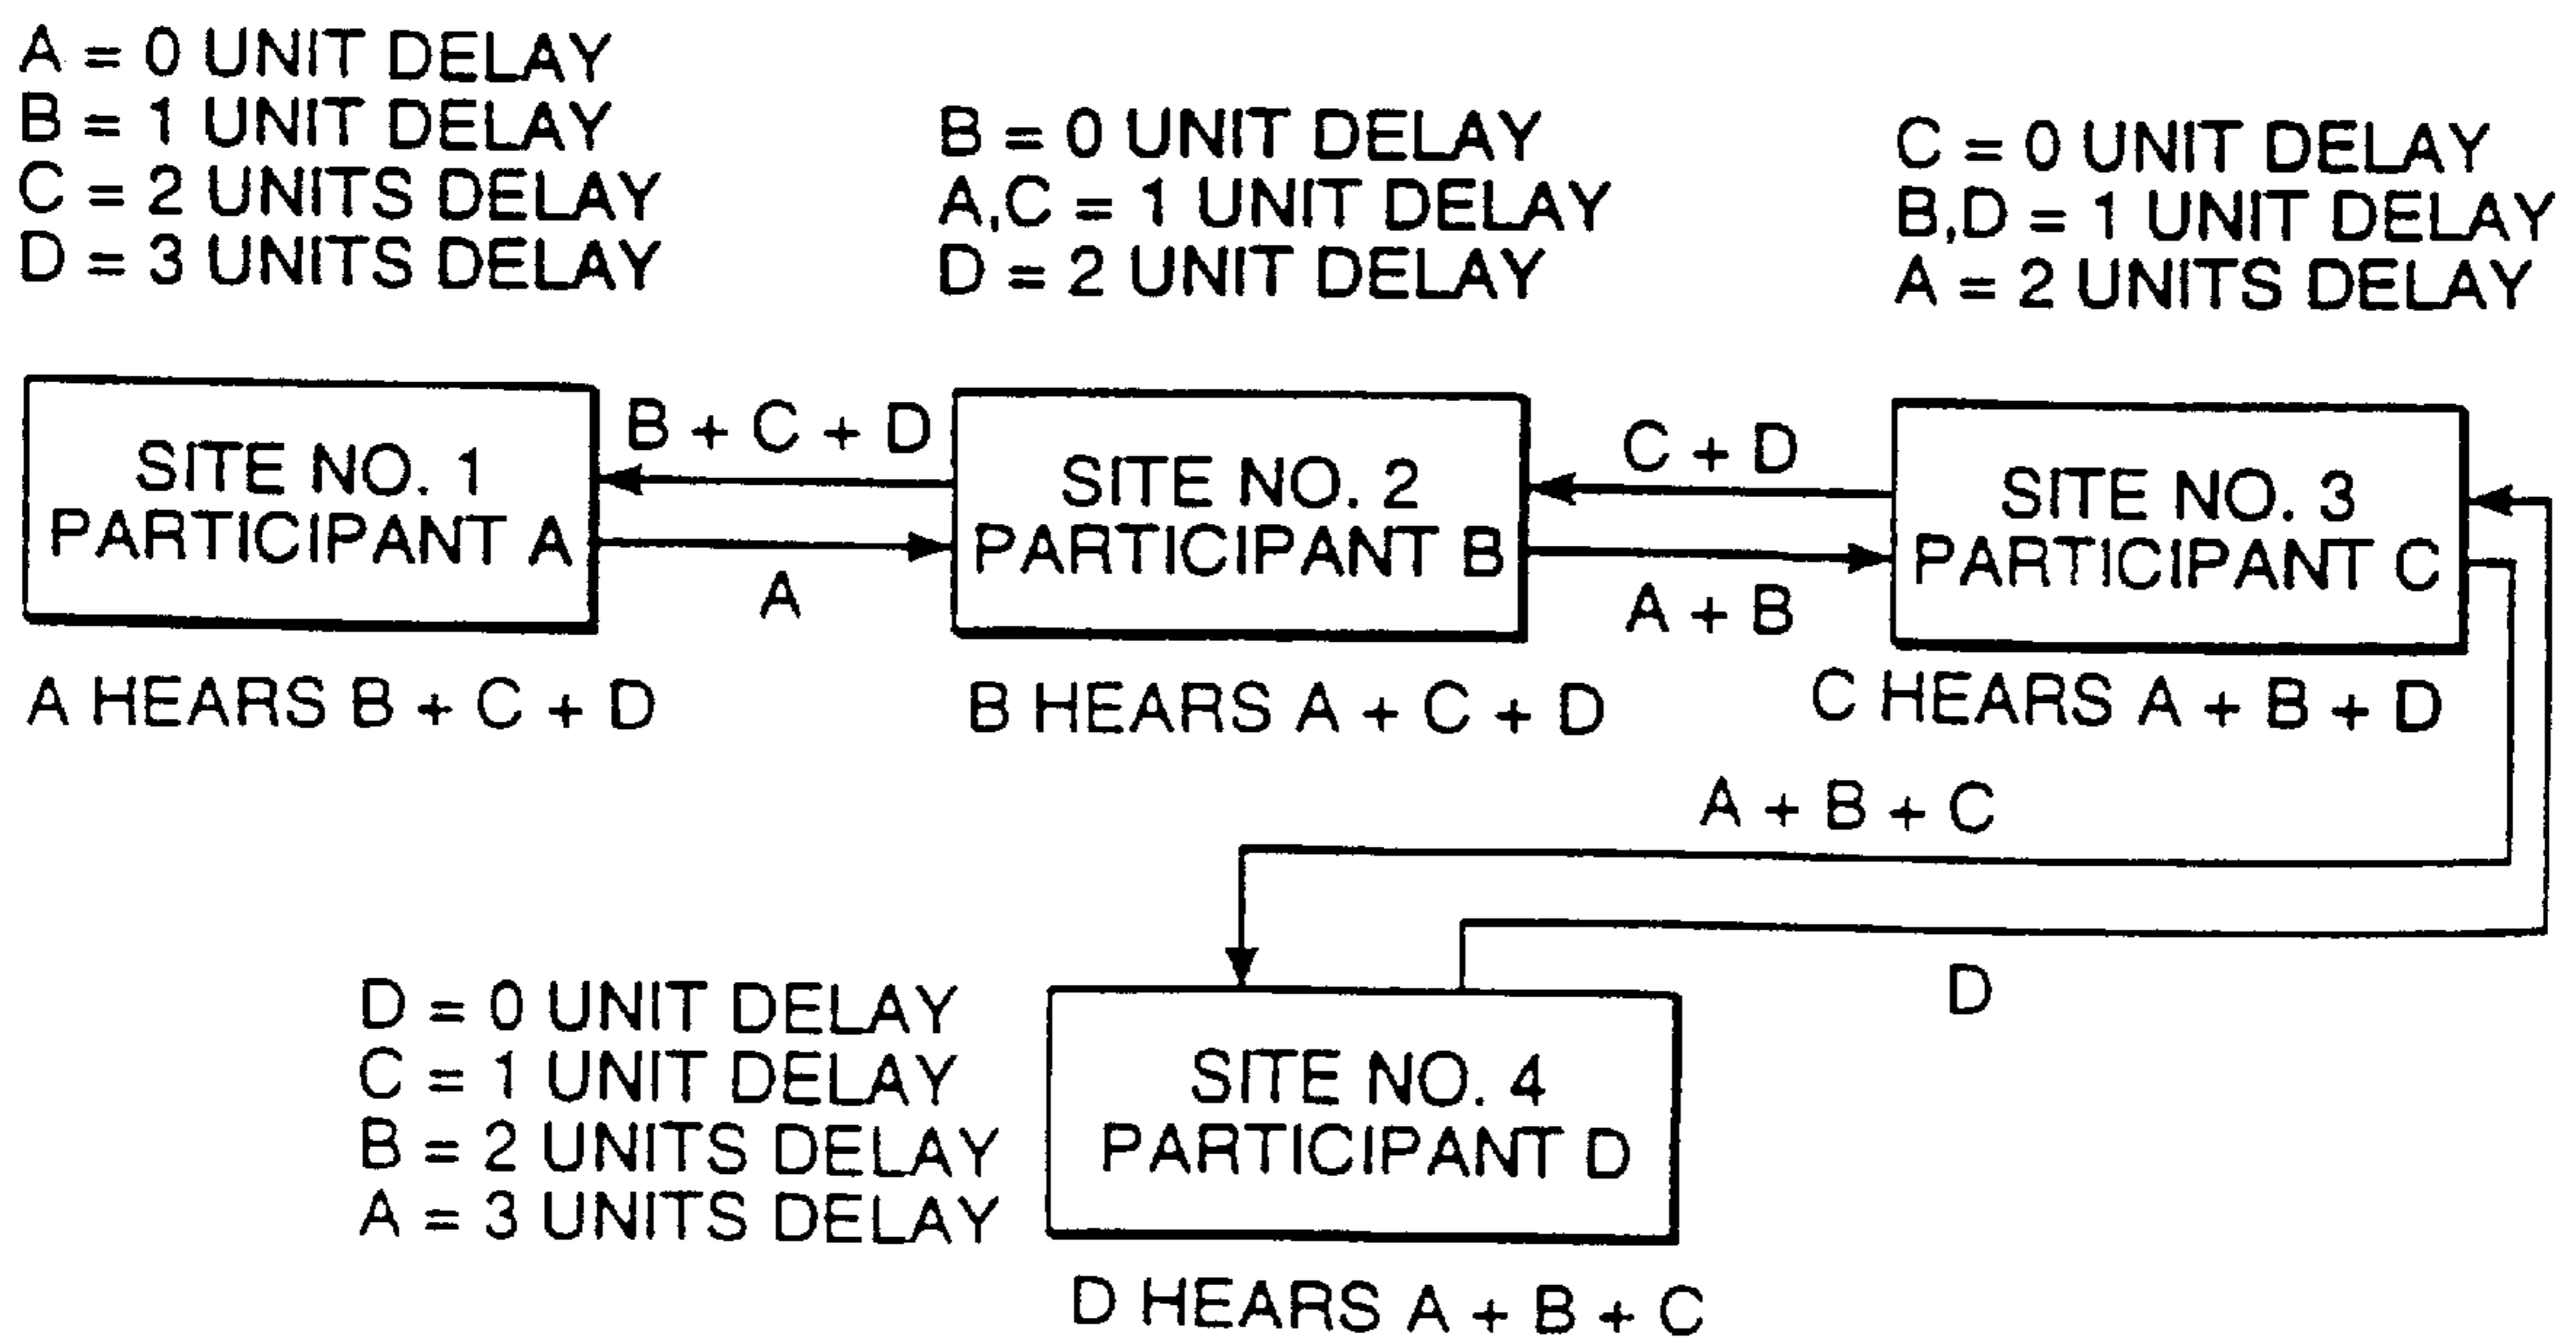 A = 0 UNIT DELAY
B = 1 UNIT DELAY
C = 2 UNITS DELAY
D = 3 UNITS DELAY
B = 0 UNIT DELAY
A,C = 1 UNIT DELAY
D = 2 UNIT DELAY
C = 0 UNIT DELAY
B,D = 1 UNIT DELAY
A = 2 UNITS DELAY
SITE NO. 1
PARTICIPANT A
B + C + D
A
SITE NO. 2
PARTICIPANT B
C + D
A + B
SITE NO. 3
PARTICIPANT C
A HEARS B + C + D
B HEARS A + C + D
C HEARS A + B + D
A + B + C
D
D = 0 UNIT DELAY
C = 1 UNIT DELAY
B = 2 UNITS DELAY
A = 3 UNITS DELAY
SITE NO. 4
PARTICIPANT D
D HEARS A + B + C